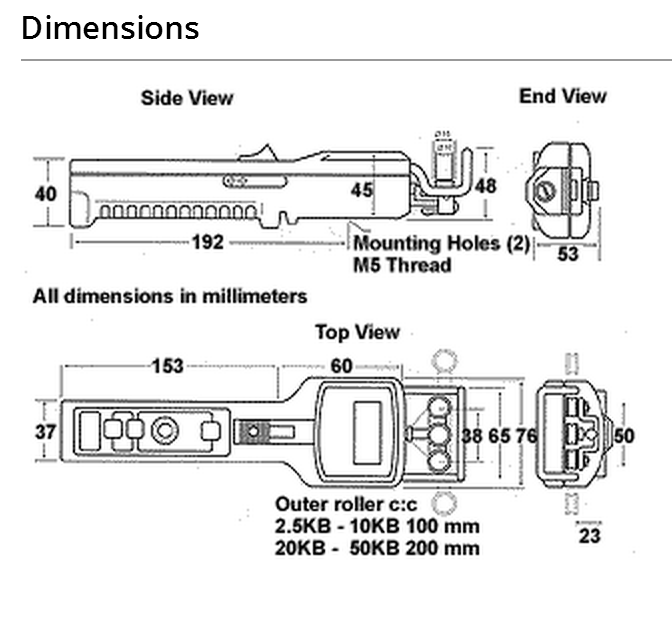 Dimensions
Side View
End View
40
45
48
192
Mounting Holes (2)
M5 Thread
53
All dimensions in millimeters
Top View
153
60
37
38 65 76
50
Outer roller c:c
2.5KB - 10KB 100 mm
20KB - 50KB 200 mm
23